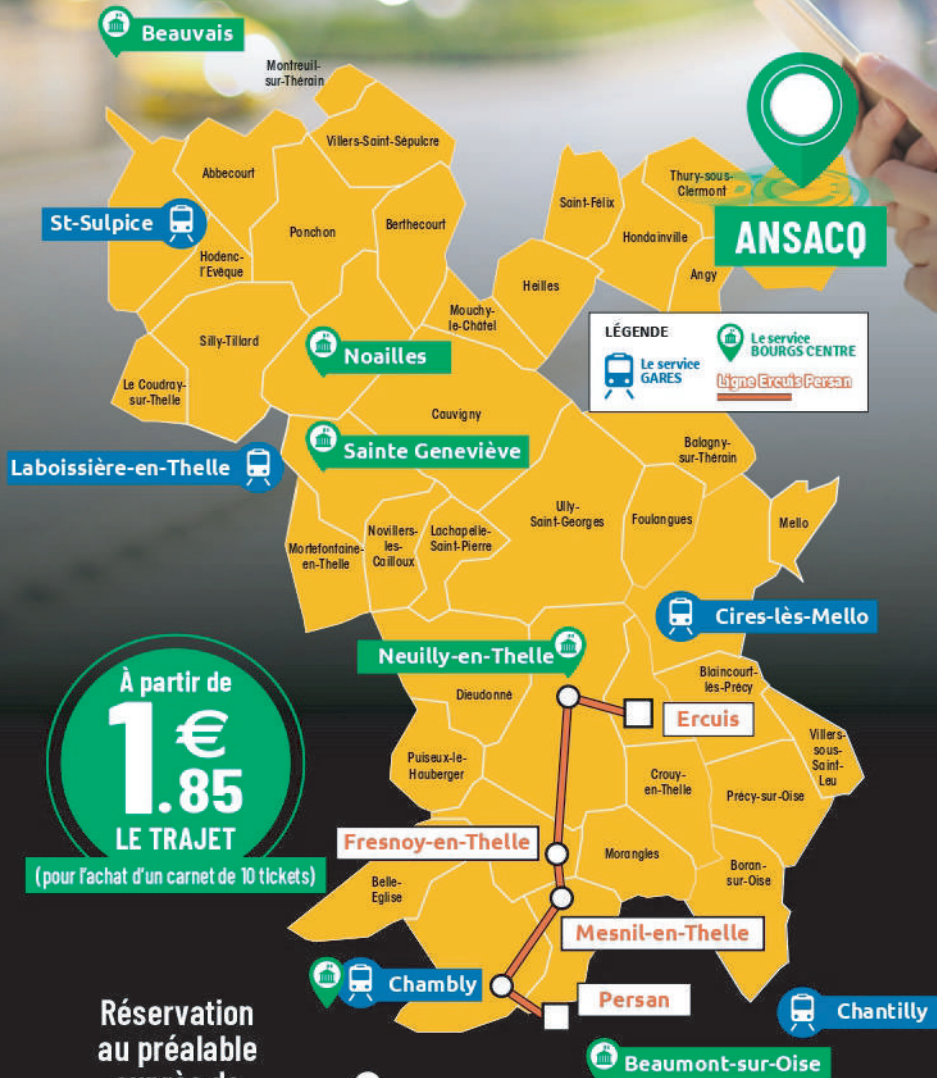 Beauvais
Montreuil-
sur-Thérain
Villers-Saint-Sépulcre
Abbecourt
Thury-sous-
Clermont
St-Sulpice
Ponchon
Berthecourt
Saint-Félix
Hondainville
ANSACQ
Hodenc-
l'Evèque
Angy
Heilles
Mouchy-
le-Châtel
LÉGENDE
Le service
GARES
Le service
BOURGS CENTRE
Ligne Ercuis Persan
Silly-Tillard
Noailles
Le Coudray-
sur-Thelle
Cauvigny
Sainte Geneviève
Balagny-
sur-Thérain
Laboissière-en-Thelle
Ully-
Saint-Georges
Foulangues
Mello
Mortefontaine-
en-Thelle
Novillers-
les-
Cailloux
Lachapelle-
Saint-Pierre
Cires-lès-Mello
Neuilly-en-Thelle
Blaincourt-
lès-Précy
Dieudonné
Ercuis
À partir de
1€
.85
LE TRAJET
(pour l'achat d'un carnet de 10 tickets)
Villers-
sous-
Saint-
Leu
Puiseux-le-
Hauberger
Crouy-
en-Thelle
Précy-sur-Oise
Fresnoy-en-Thelle
Morangles
Boran-
sur-Oise
Belle-
Eglise
Mesnil-en-Thelle
Chambly
Persan
Chantilly
Réservation
au préalable
Beaumont-sur-Oise